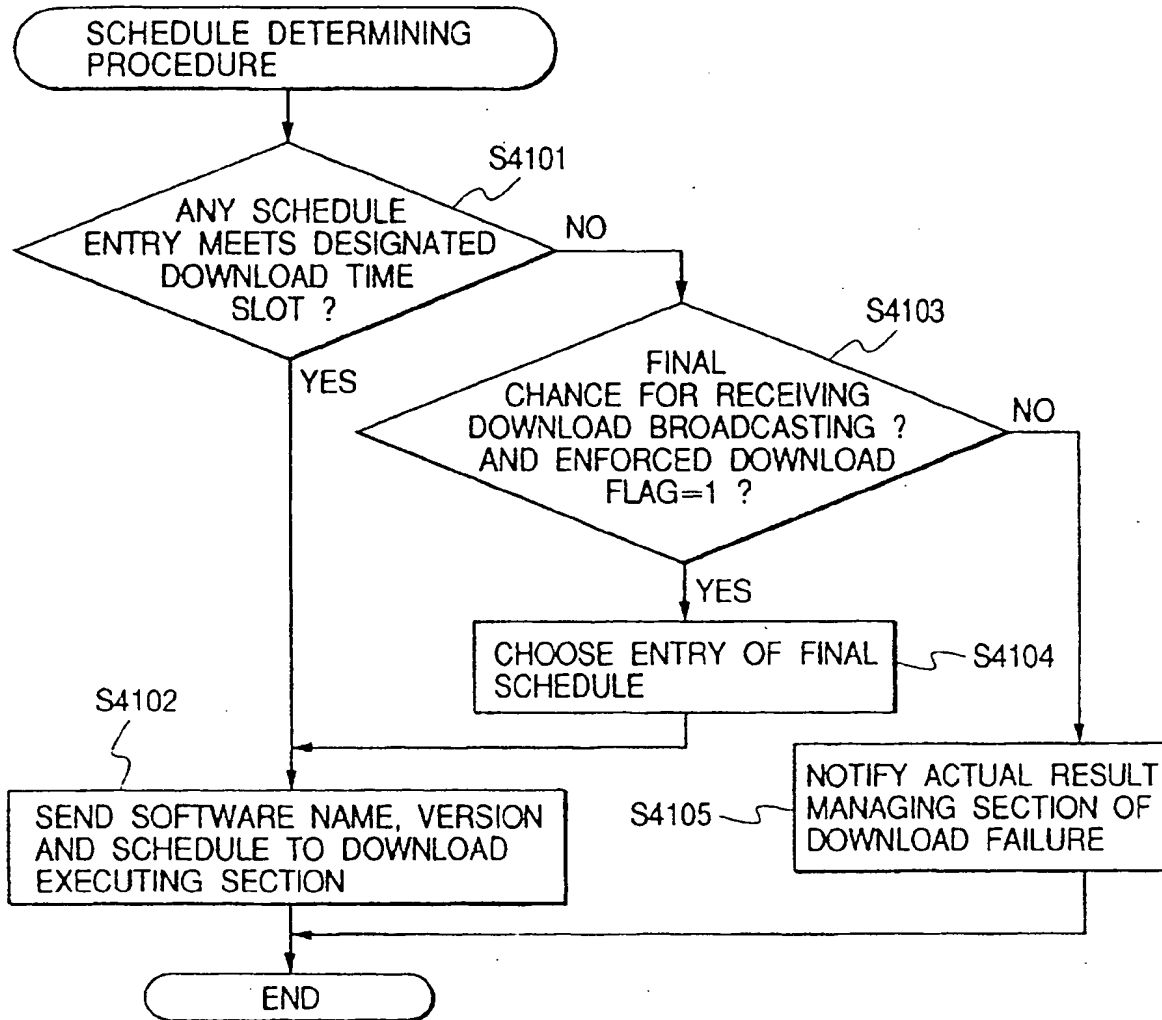 SCHEDULE DETERMINING
PROCEDURE
S4101
ANY SCHEDULE
ENTRY MEETS DESIGNATED
DOWNLOAD TIME
SLOT ?
NO
YES
S4103
FINAL
CHANCE FOR RECEIVING
DOWNLOAD BROADCASTING ?
AND ENFORCED DOWNLOAD
FLAG=1 ?
NO
YES
CHOOSE ENTRY OF FINAL
SCHEDULE
S4104
S4102
SEND SOFTWARE NAME, VERSION
AND SCHEDULE TO DOWNLOAD
EXECUTING SECTION
S4105
NOTIFY ACTUAL RESULT
MANAGING SECTION OF
DOWNLOAD FAILURE
END